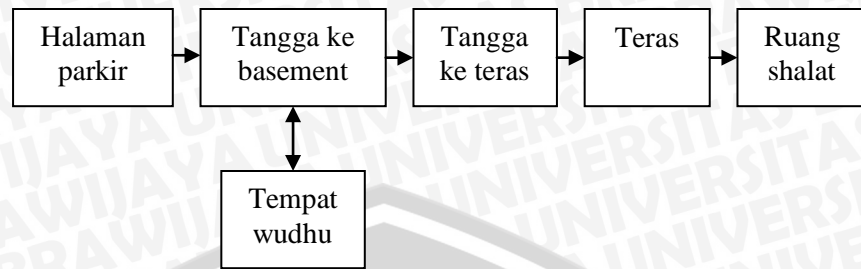 Halaman
parkir
Tangga ke
basement
Tangga
ke teras
Teras
Ruang
shalat
Tempat
wudhu